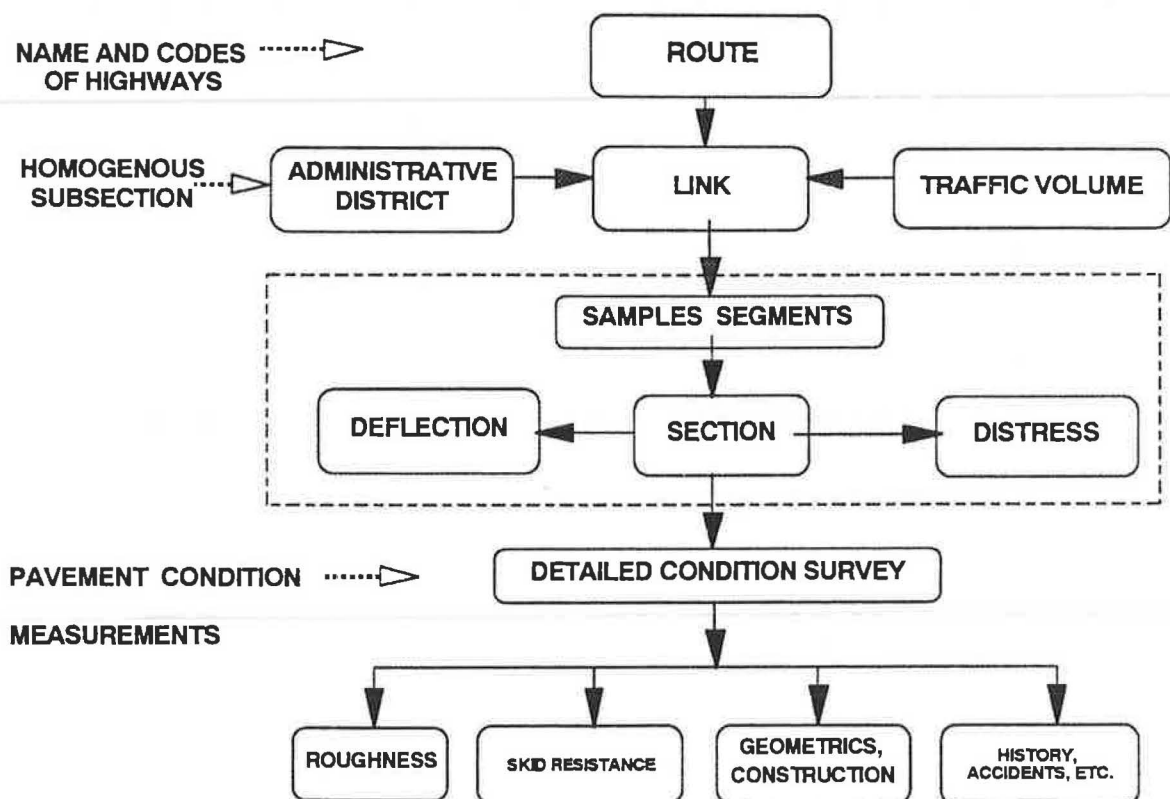 NAME AND CODES
OF HIGHWAYS
ROUTE
HOMOGENOUS
SUBSECTION
ADMINISTRATIVE
DISTRICT
LINK
TRAFFIC VOLUME
SAMPLES SEGMENTS
DEFLECTION
SECTION
DISTRESS
PAVEMENT CONDITION
DETAILED CONDITION SURVEY
MEASUREMENTS
ROUGHNESS
SKID RESISTANCE
GEOMETRICS,
CONSTRUCTION
HISTORY,
ACCIDENTS, ETC.